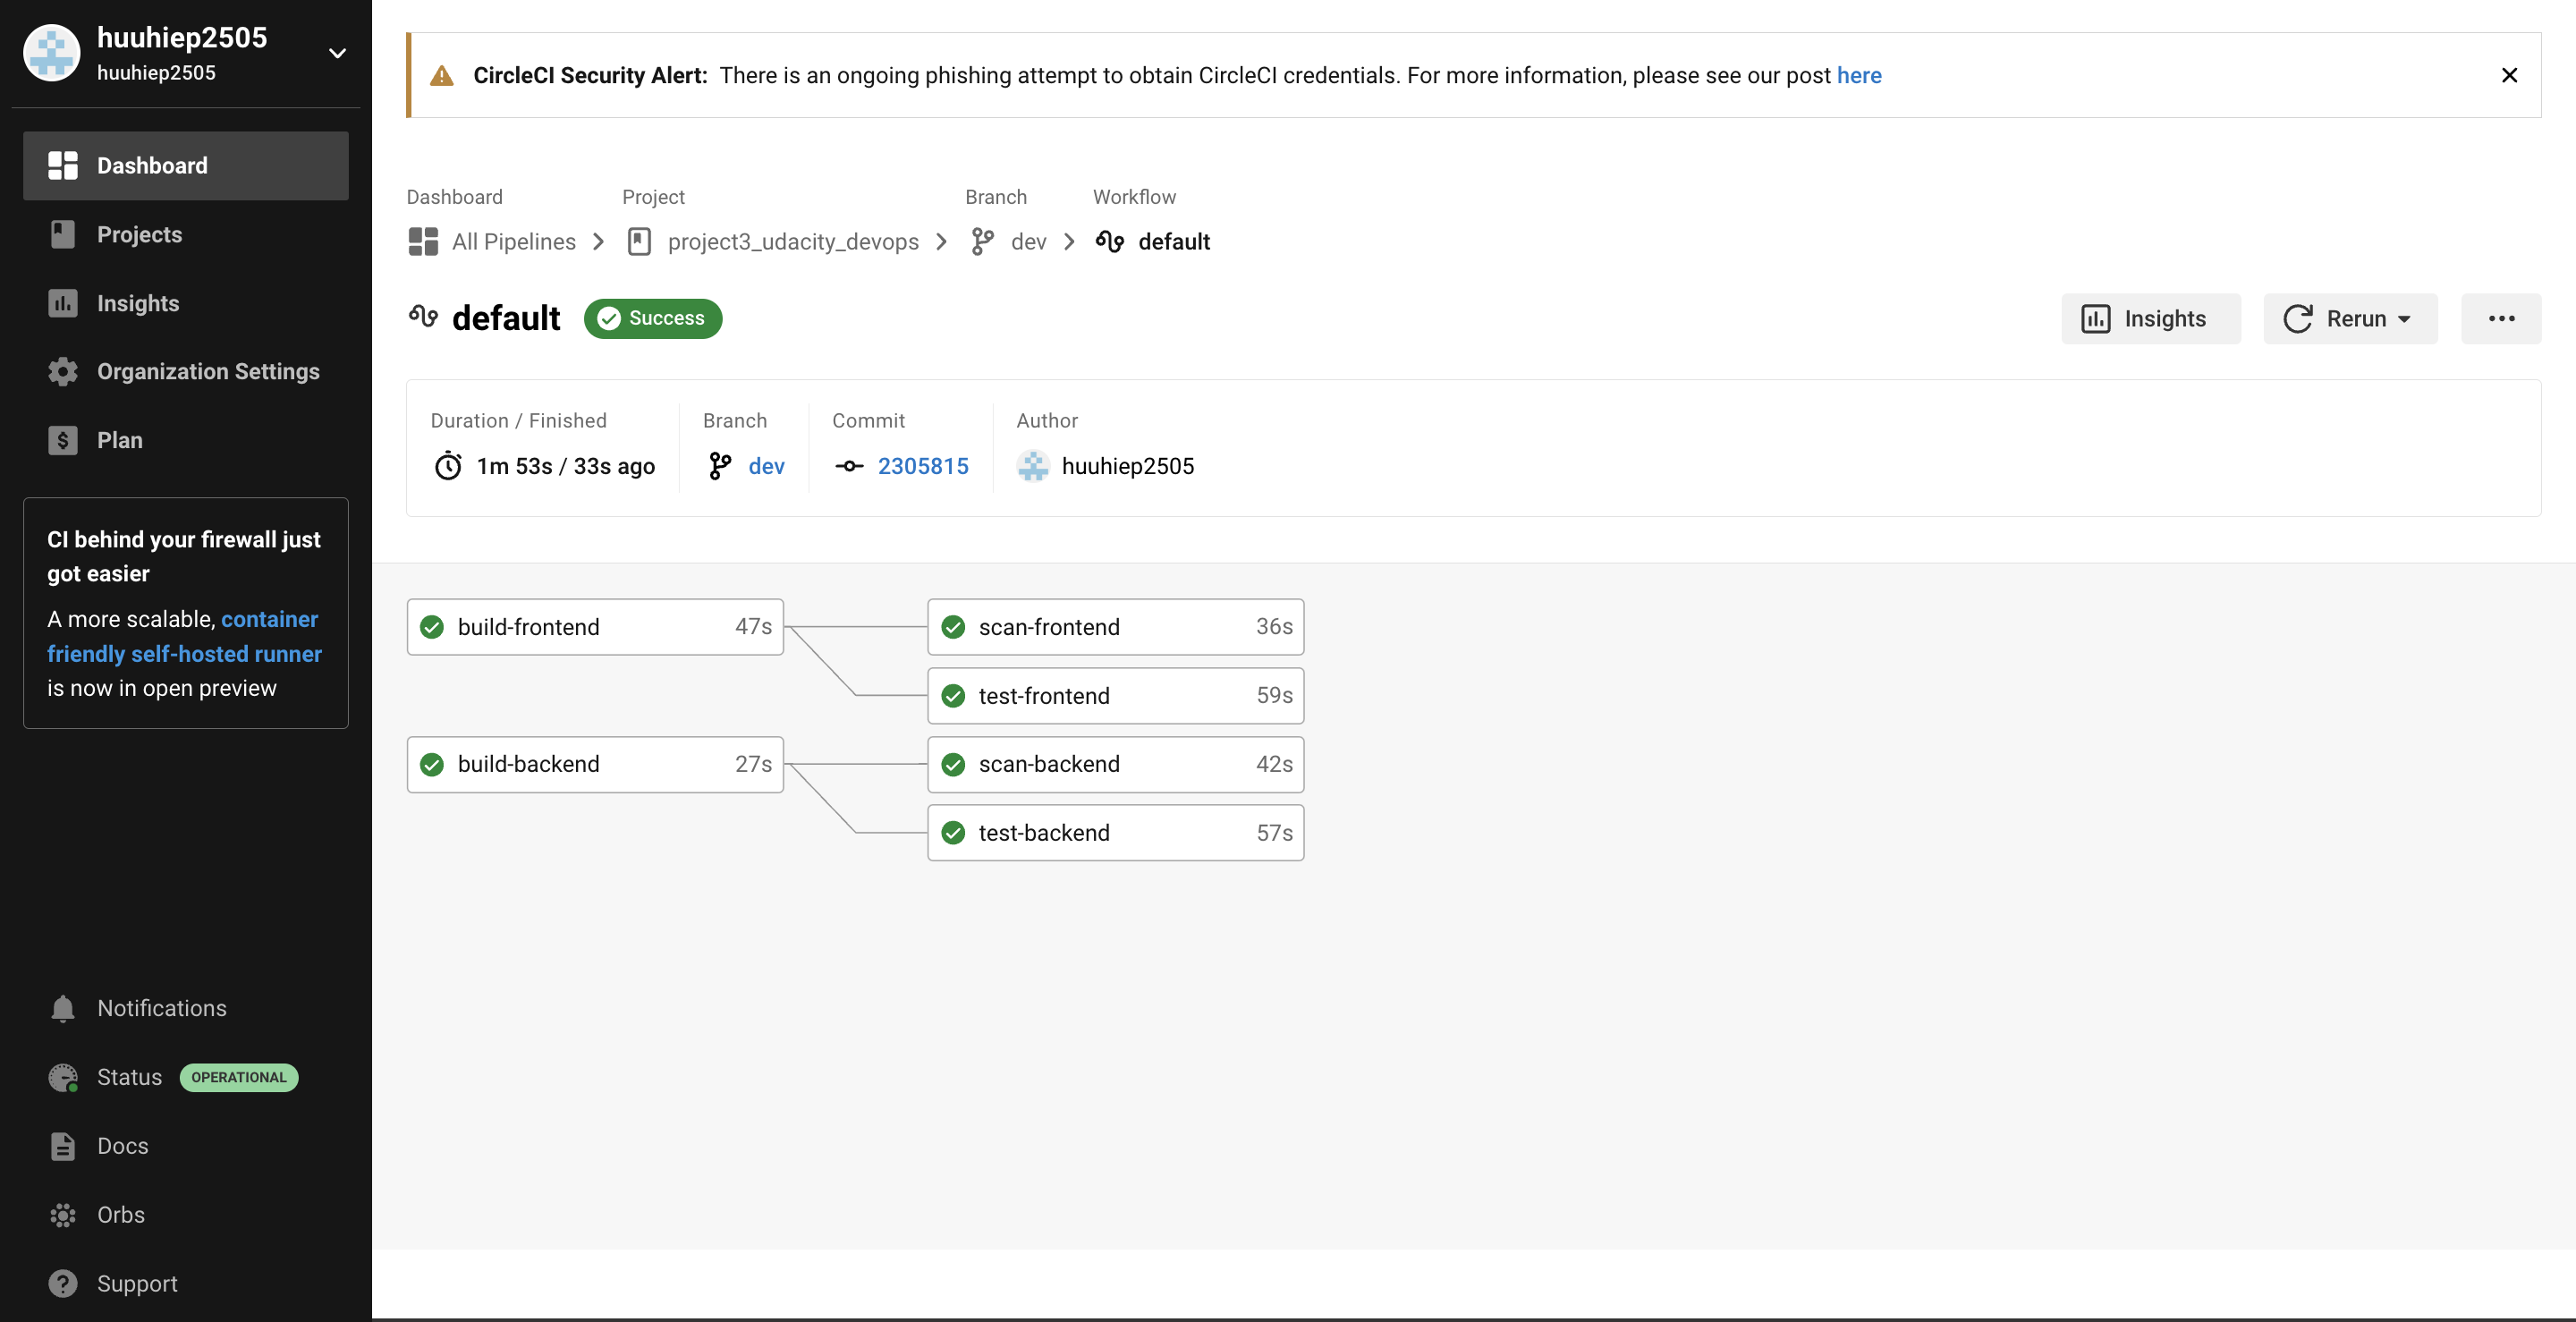 huuhiep2505
huuhiep2505
Dashboard
Projects
Insights
Organization Settings
Plan
CI behind your firewall just
got easier
A more scalable, container
friendly self-hosted runner
is now in open preview
Notifications
Status OPERATIONAL
Docs
Orbs
Support
CircleCI Security Alert: There is an ongoing phishing attempt to obtain CircleCI credentials. For more information, please see our post here
Dashboard Project Branch Workflow
All Pipelines project3_udacity_devops dev default
default Success Insights Rerun
Duration / Finished Branch Commit Author
1m 53s / 33s ago dev 2305815 huuhiep2505
build-frontend 47s scan-frontend 36s
test-frontend 59s
build-backend 27s scan-backend 42s
test-backend 57s